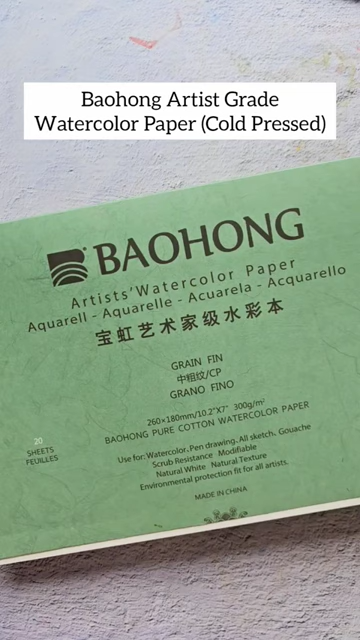 Baohong Artist Grade
Watercolor Paper (Cold Pressed)
BAOHONG
Artists' Watercolor Paper
Aquarell - Aquarelle - Acuarela - Acquarello
宝虹艺术家级水彩本
GRAIN FIN
中粗纹/CP
GRANO FINO
260×180mm/10.2"X7" 300g/m²
BAOHONG PURE COTTON WATERCOLOR PAPER
20
SHEETS
FEUILLES
Use for: Watercolor, Pen drawing, All sketch, Gouache
Scrub Resistance Modifiable
Natural White Natural Texture
Environmental protection fit for all artists.
MADE IN CHINA